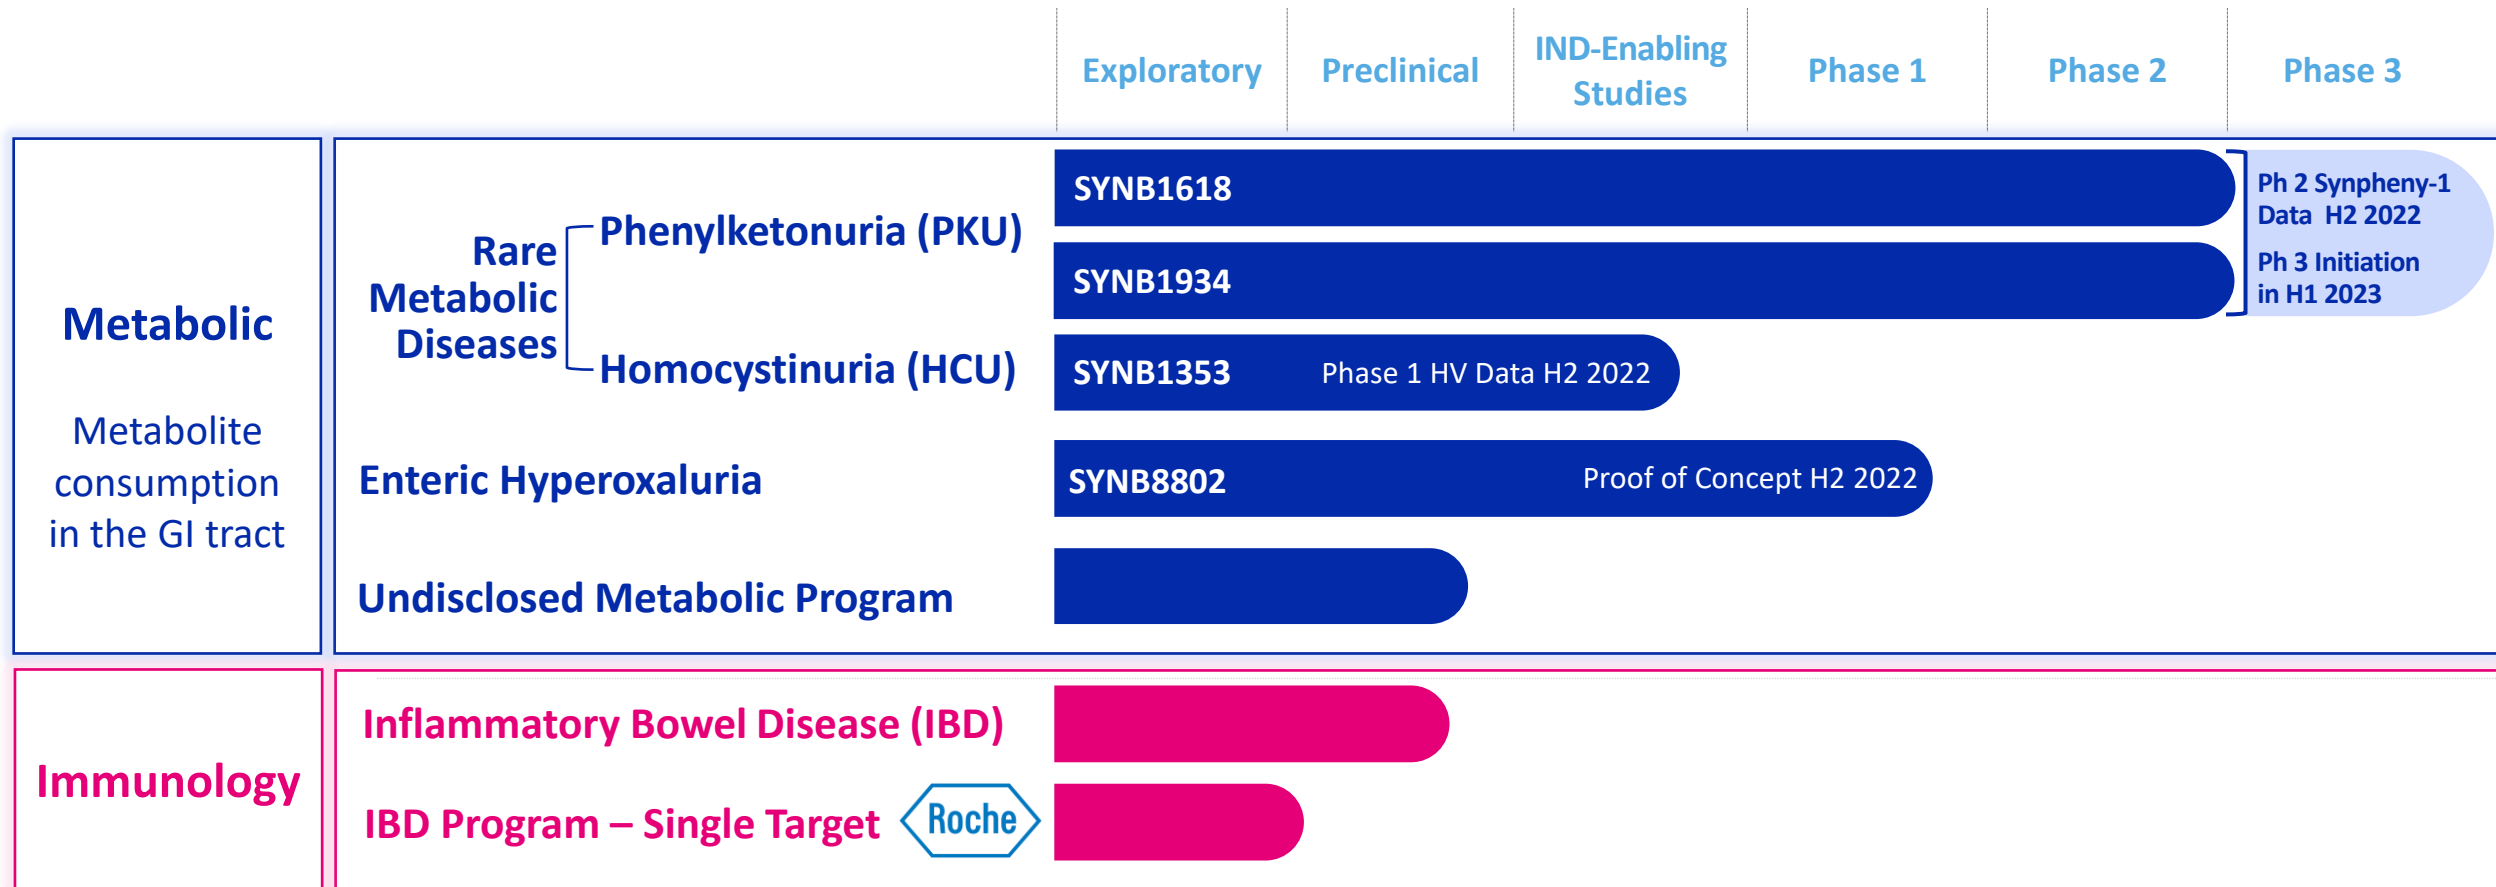 Exploratory
Preclinical
IND-Enabling
Studies
Phase 1
Phase 2
Phase 3
Metabolic
Metabolite
consumption
in the GI tract
Rare
Metabolic
Diseases
Phenylketonuria (PKU)
SYNB1618
SYNB1934
Ph 2 Synpheny-1
Data H2 2022
Ph 3 Initiation
in H1 2023
Homocystinuria (HCU)
SYNB1353
Phase 1 HV Data H2 2022
Enteric Hyperoxaluria
SYNB8802
Proof of Concept H2 2022
Undisclosed Metabolic Program
Immunology
Inflammatory Bowel Disease (IBD)
IBD Program – Single Target
Roche